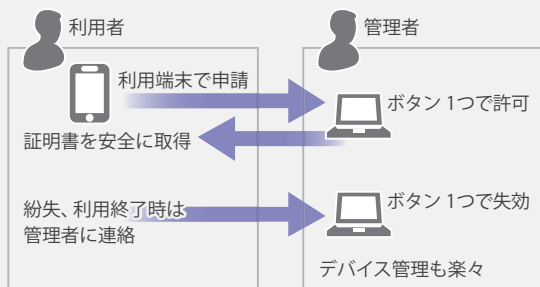 利用者
管理者
利用端末で申請
ボタン1つで許可
証明書を安全に取得
紛失、利用終了時は
管理者に連絡
ボタン1つで失効
デバイス管理も楽々